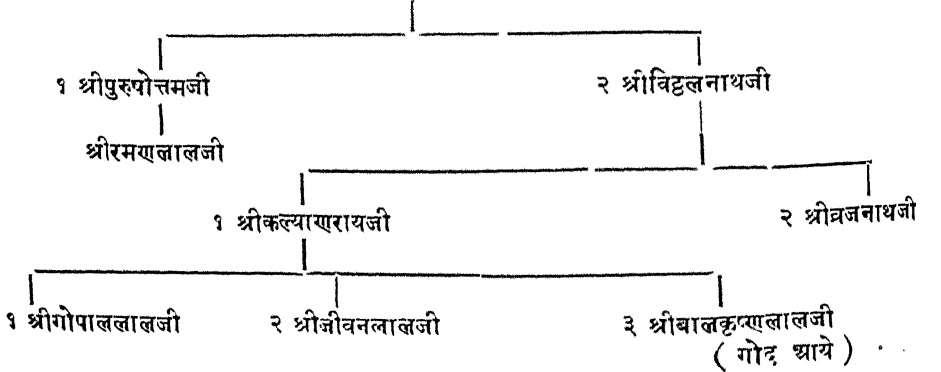 १ श्रीपुरुषोत्तमजी २ श्रीविट्ठलनाथजी
श्रीरमणलालजी
१ श्रीकल्याणरायजी २ श्रीव्रजनाथजी
१ श्रीगोपाललालजी २ श्रीजीवनलालजी ३ श्रीबालकृष्णलालजी
( गोद आये )